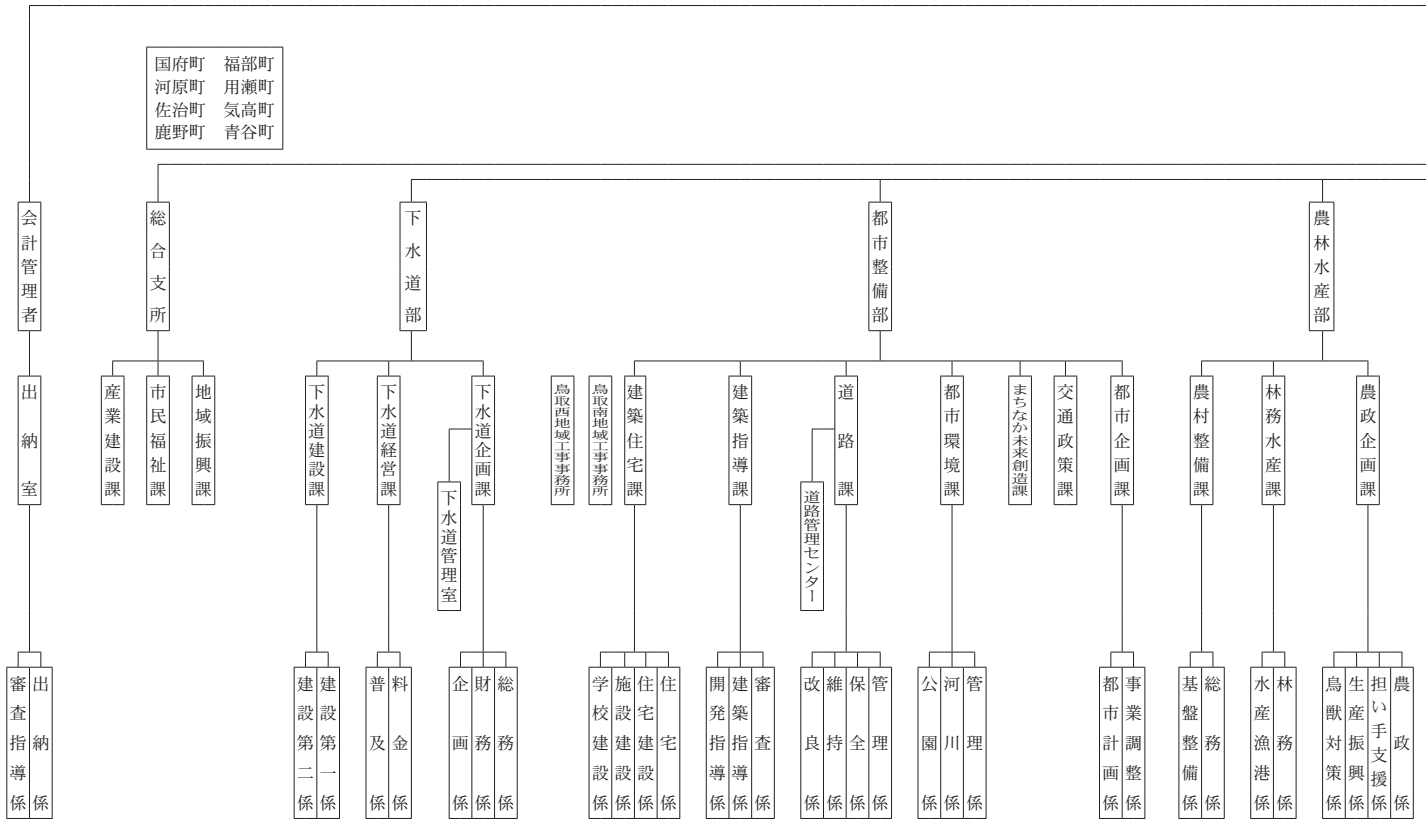 国府町 福部町
河原町 用瀬町
佐治町 気高町
鹿野町 青谷町
農林水産部
都市整備部
下水道部
総合支所
会計管理者
農政企画課
林務水産課
農村整備課
都市企画課
交通政策課
まちなか未来創造課
都市環境課
道路課
道路管理センター
建築指導課
建築住宅課
鳥取南地域工事事務所
鳥取西地域工事事務所
下水道企画課
下水道管理室
下水道経営課
下水道建設課
地域振興課
市民福祉課
産業建設課
出納室
農政係
担い手支援係
生産振興係
鳥獣対策係
林務係
水産漁港係
総務係
基盤整備係
事業調整係
都市計画係
管理係
河川係
公園係
管理係
保全係
維持係
改良係
審査係
建築指導係
開発指導係
住宅係
住宅建設係
施設建設係
学校建設係
総務係
財務係
企画係
料金係
普及係
建設第一係
建設第二係
出納係
審査指導係